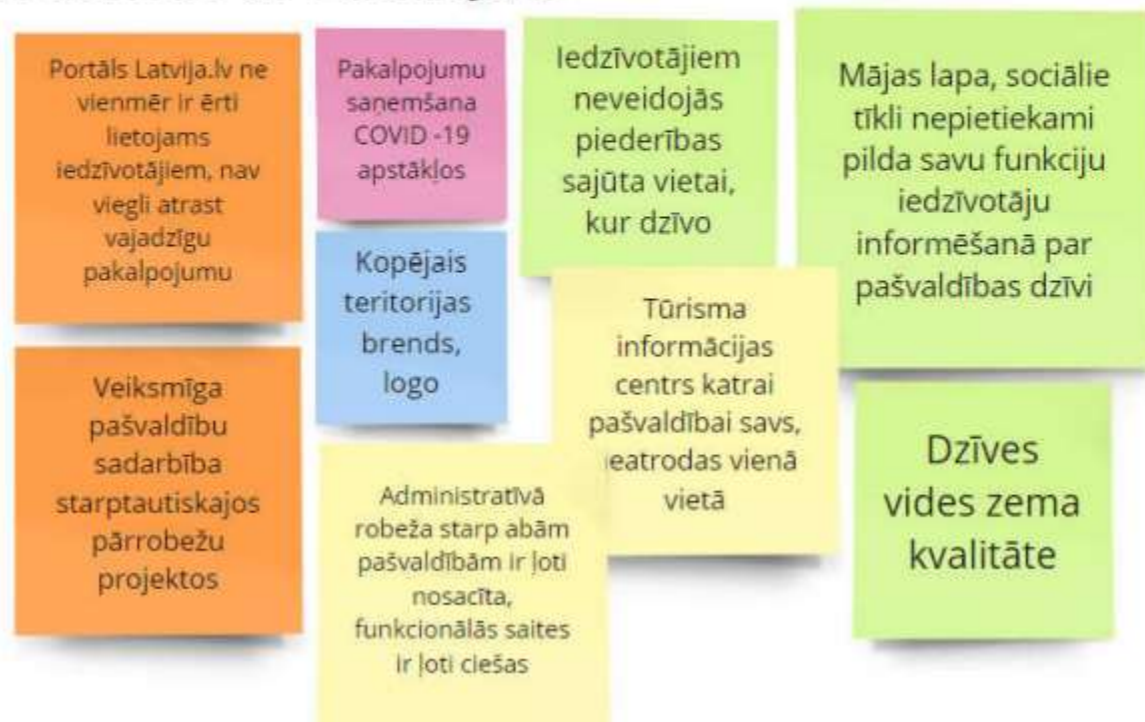 Portāls Latvija.lv ne
vienmēr ir ērti
lietojams
iedzīvotājiem, nav
viegli atrast
vajadzīgu
pakalpojumu
Pakalpojumu
saņemšana
COVID -19
apstākļos
Iedzīvotājiem
neveidojās
piederības
sajūta vietai,
kur dzīvo
Mājas lapa, sociālie
tīkli nepietiekami
pilda savu funkciju
iedzīvotāju
informēšanā par
pašvaldības dzīvi
Kopējais
teritorijas
brends,
logo
Tūrisma
informācijas
centrs katrai
pašvaldībai savs,
vienā
vietā
Veiksmīga
pašvaldību
sadarbība
starptautiskajos
pārrobežu
projektos
Administratīvā
robeža starp abām
pašvaldībām ir ļoti
nosacīta,
funkcionālās saites
ir ļoti ciešas
Dzīves
vides zema
kvalitāte